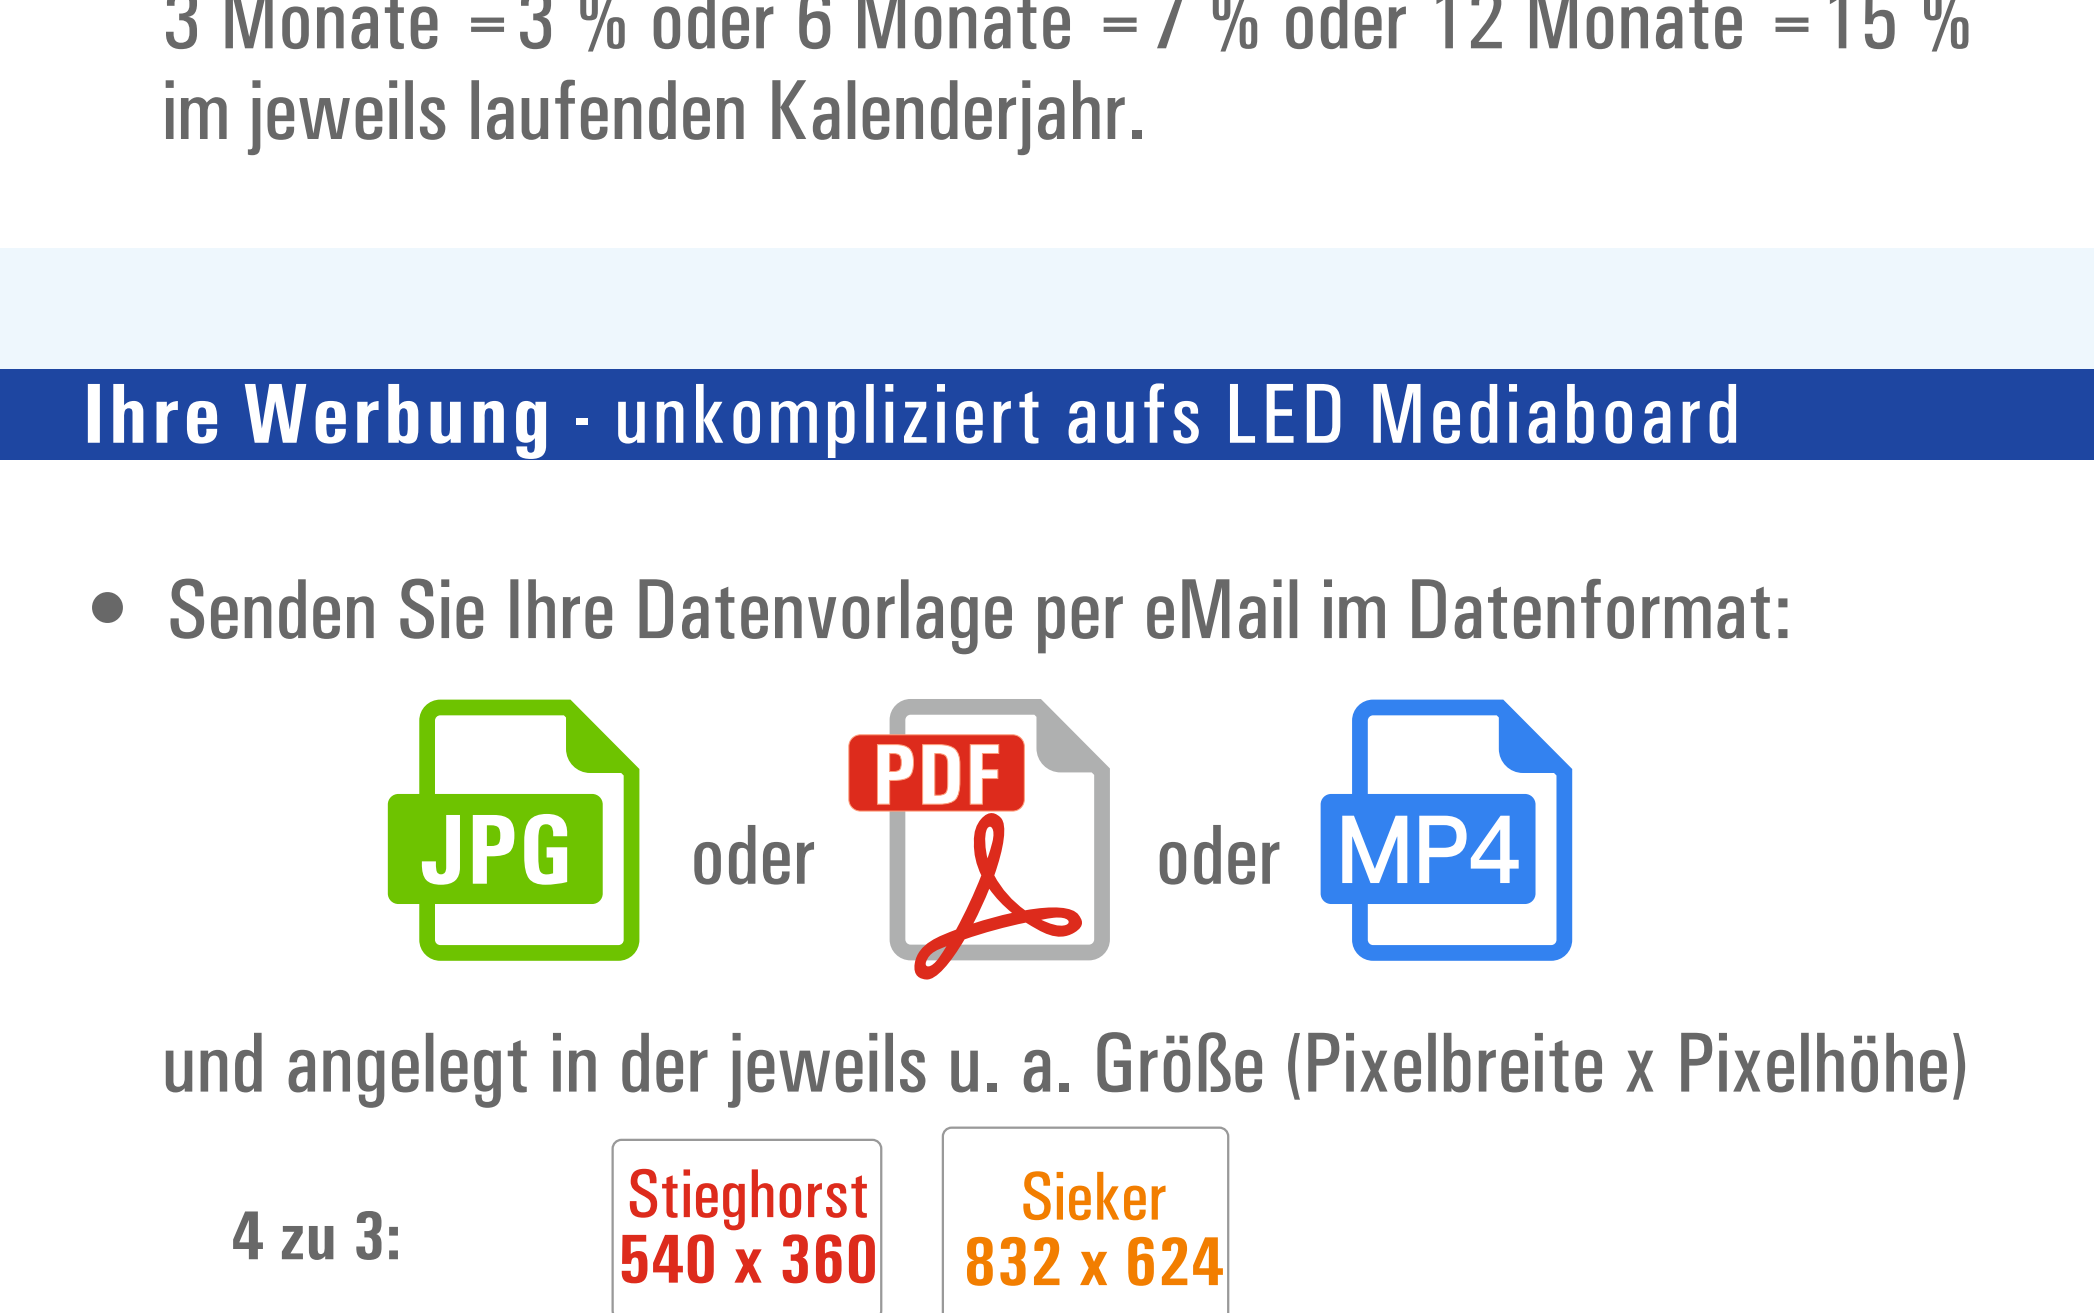 3 Monate = 3 % oder 6 Monate = 7 % oder 12 Monate = 15 %
im jeweils laufenden Kalenderjahr.
Ihre Werbung - unkompliziert aufs LED Mediaboard
• Senden Sie Ihre Datenvorlage per eMail im Datenformat:
JPG oder PDF oder MP4
und angelegt in der jeweils u. a. Größe (Pixelbreite x Pixelhöhe)
4 zu 3:
Stieghorst
540 x 360
Sieker
832 x 624